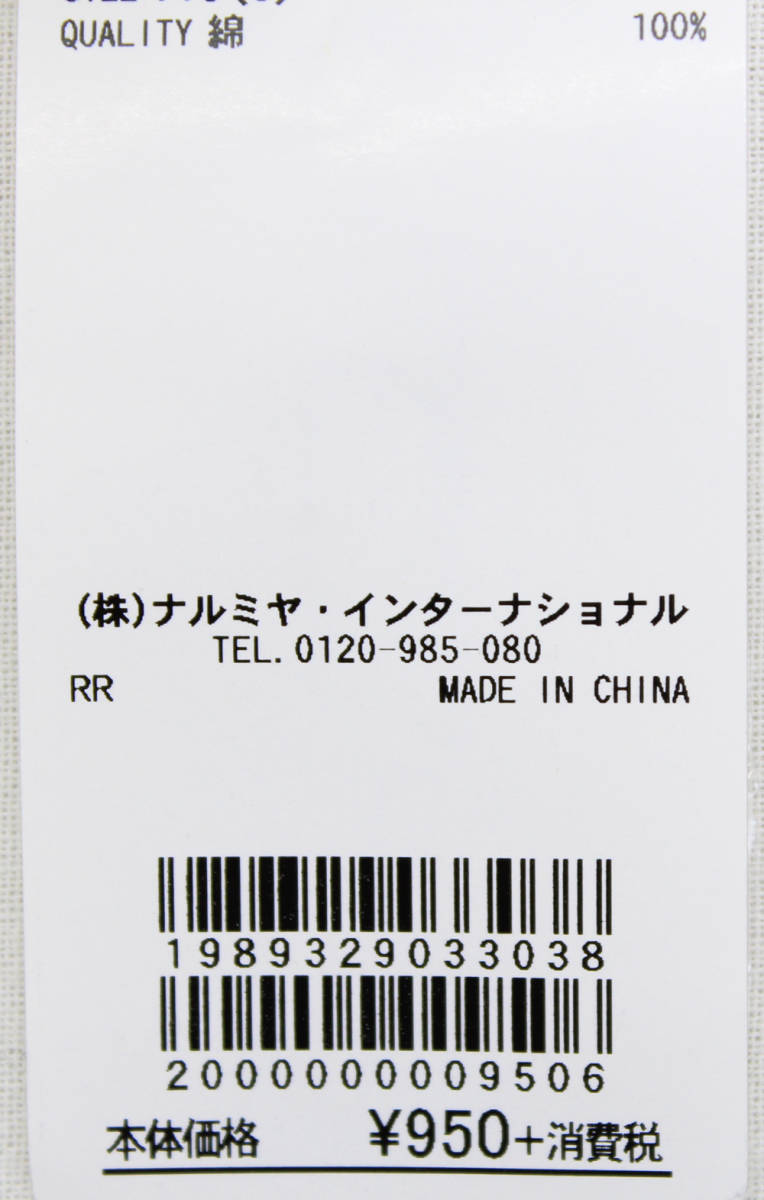 QUALITY 綿 100%
(株)ナルミヤ・インターナショナル
TEL.0120-985-080
RR MADE IN CHINA
1989329033038
2000000009506
本体価格 ¥950+消費税